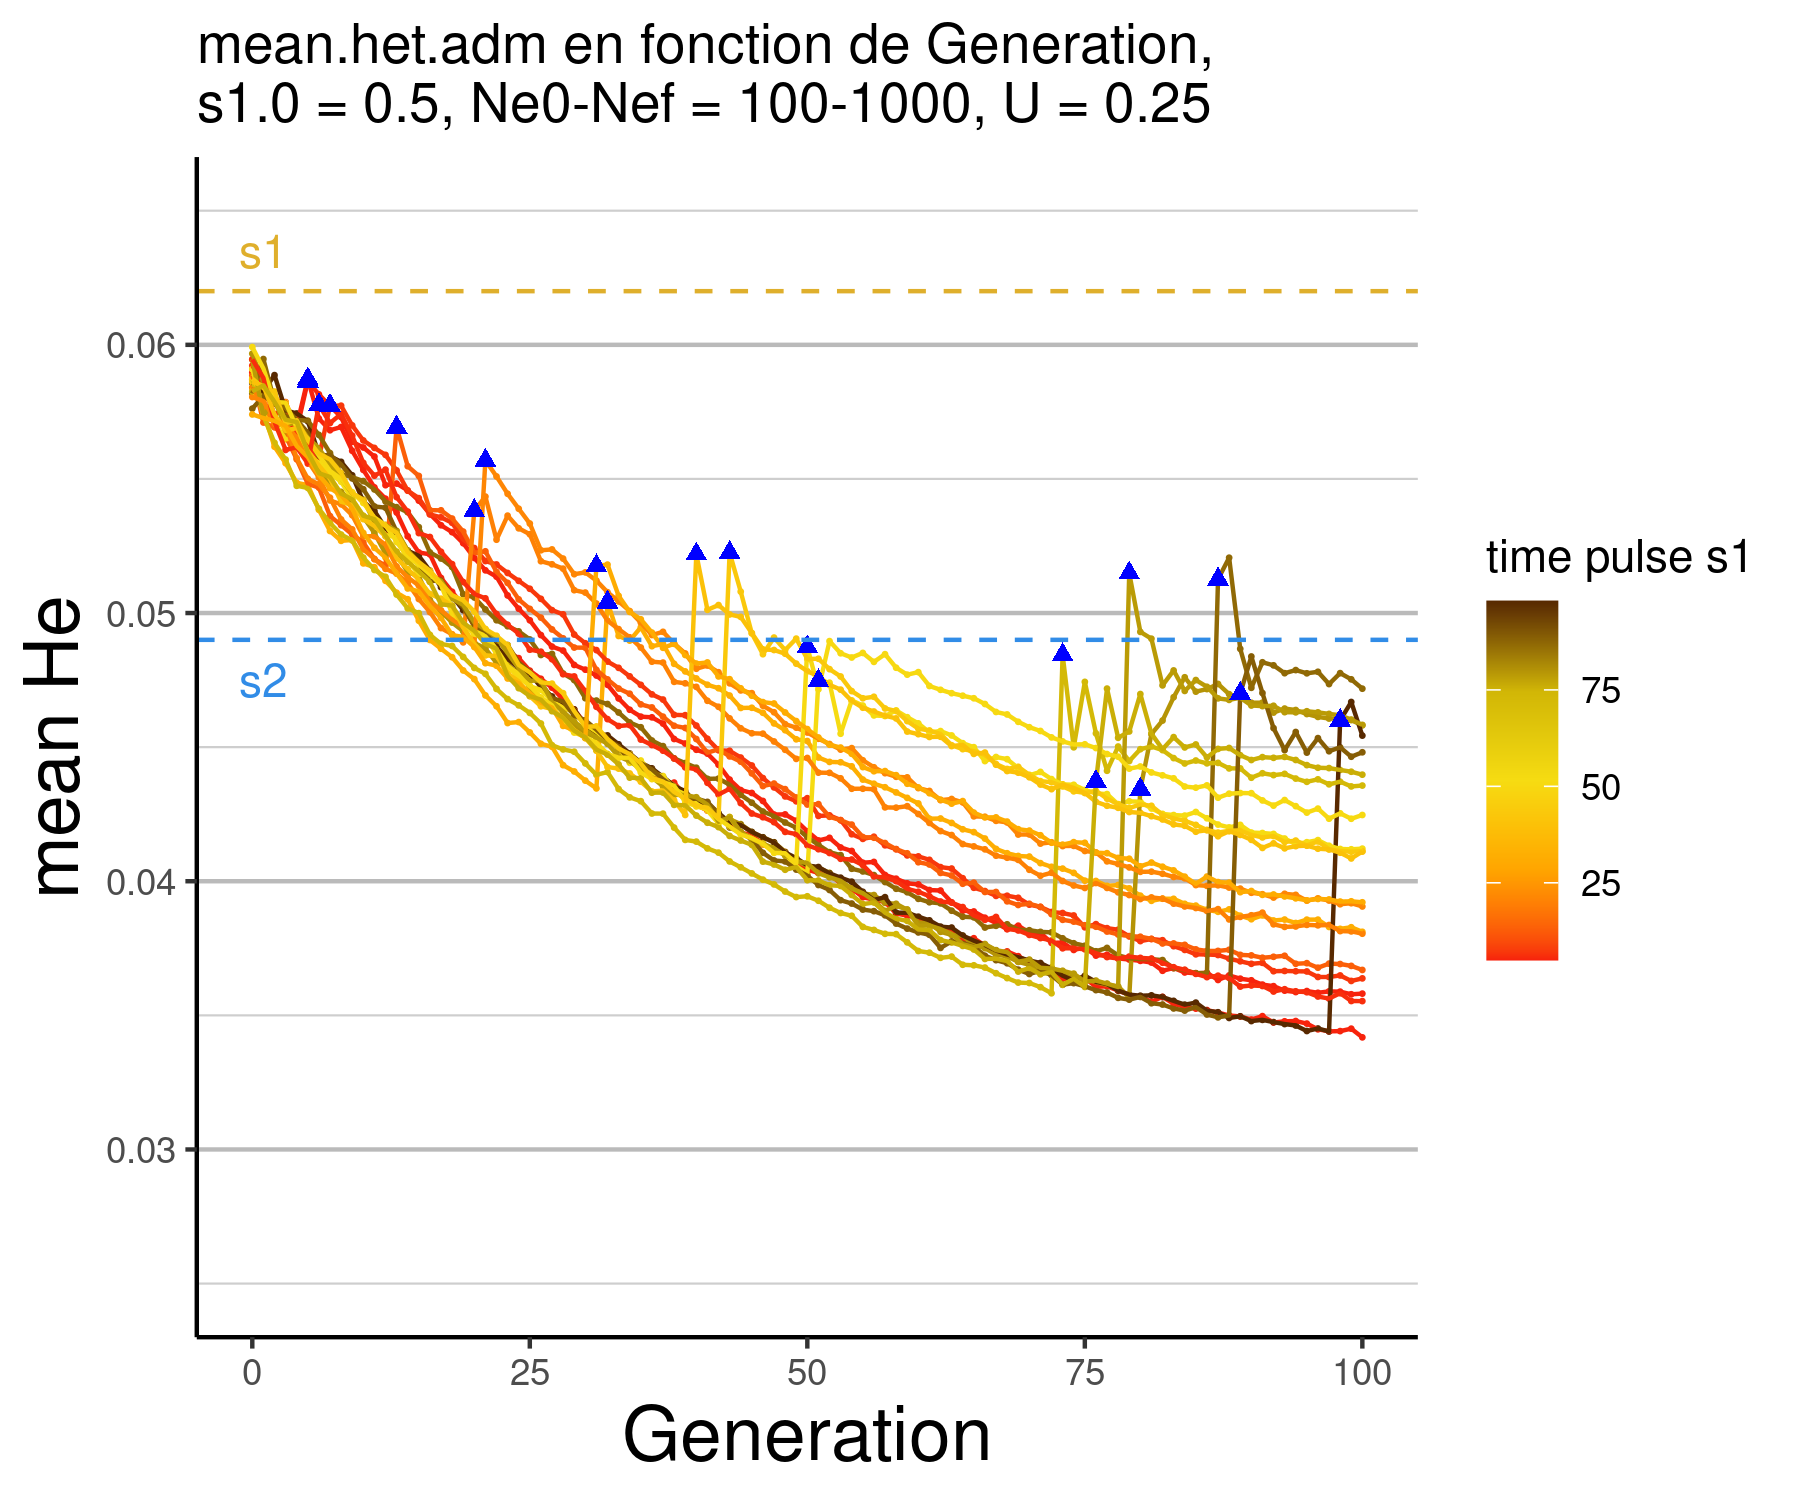 mean.het.adm en fonction de Generation,
s1.0 = 0.5, Ne0-Nef = 100-1000, U = 0.25
s1
s2
0.06
0.05
0.04
0.03
mean He
0
25
50
75
100
Generation
time pulse s1
75
50
25